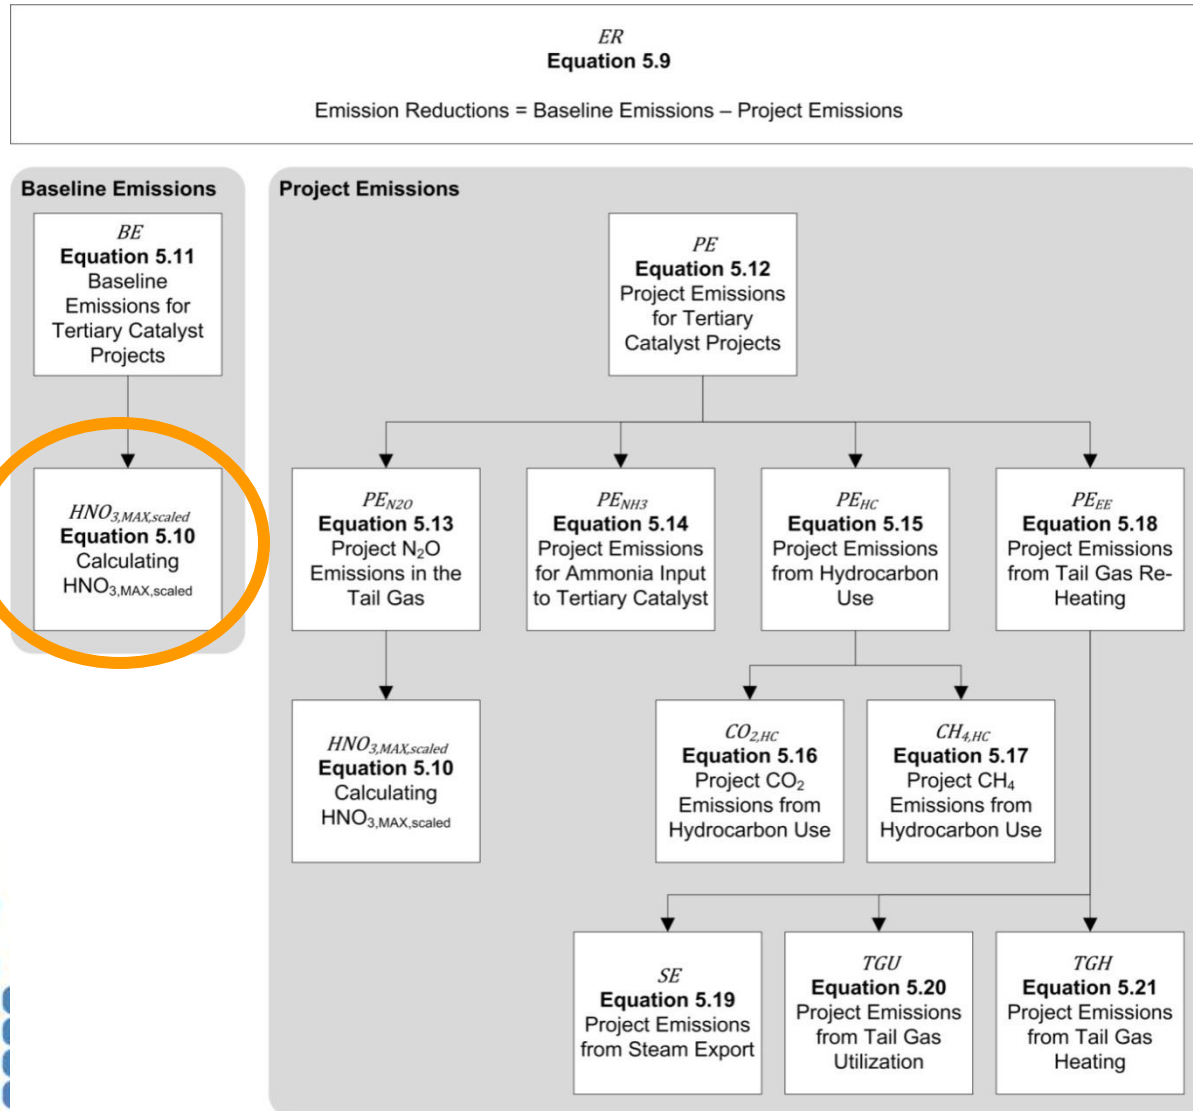 ER
Equation 5.9
Emission Reductions = Baseline Emissions – Project Emissions
Baseline Emissions
BE
Equation 5.11
Baseline
Emissions for
Tertiary Catalyst
Projects
HNO3,MAX,scaled
Equation 5.10
Calculating
HNO3,MAX,scaled
Project Emissions
PE
Equation 5.12
Project Emissions
for Tertiary
Catalyst Projects
PEN2O
Equation 5.13
Project N2O
Emissions in the
Tail Gas
PENH3
Equation 5.14
Project Emissions
for Ammonia Input
to Tertiary Catalyst
PEHC
Equation 5.15
Project Emissions
from Hydrocarbon
Use
PEEE
Equation 5.18
Project Emissions
from Tail Gas Re-
Heating
HNO3,MAX,scaled
Equation 5.10
Calculating
HNO3,MAX,scaled
CO2,HC
Equation 5.16
Project CO2
Emissions from
Hydrocarbon Use
CH4,HC
Equation 5.17
Project CH4
Emissions from
Hydrocarbon Use
SE
Equation 5.19
Project Emissions
from Steam Export
TGU
Equation 5.20
Project Emissions
from Tail Gas
Utilization
TGH
Equation 5.21
Project Emissions
from Tail Gas
Heating